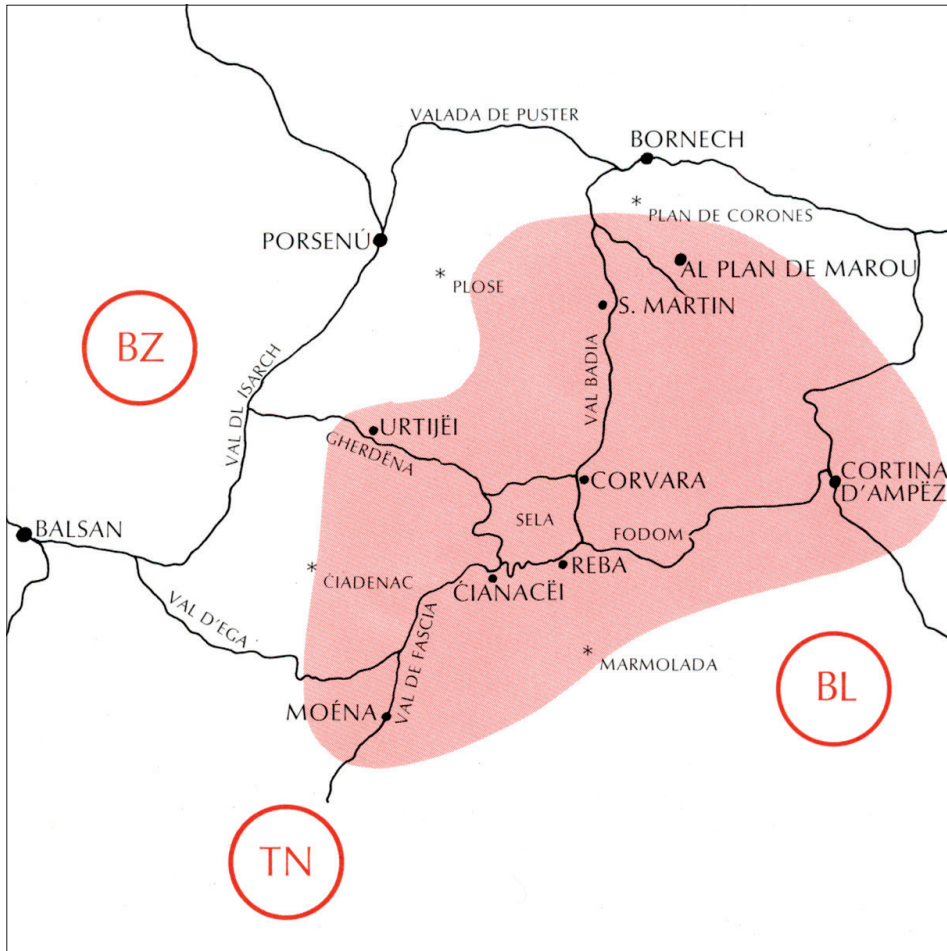 VALADA DE PUSTER
BORNECH
PLAN DE CORONES
PORSENÚ
AL PLAN DE MAROU
PLOSE
S. MARTIN
BZ
VAL DL ISARCH
VAL BADIA
URTIJËI
GHERDËNA
CORVARA
CORTINA
D'AMPËZ
SELA
BALSAN
FODOM
REBA
ĆIADENAC
ĆIANACËI
VAL D'EGA
VAL DE FASCIA
MARMOLADA
BL
MOÉNA
TN